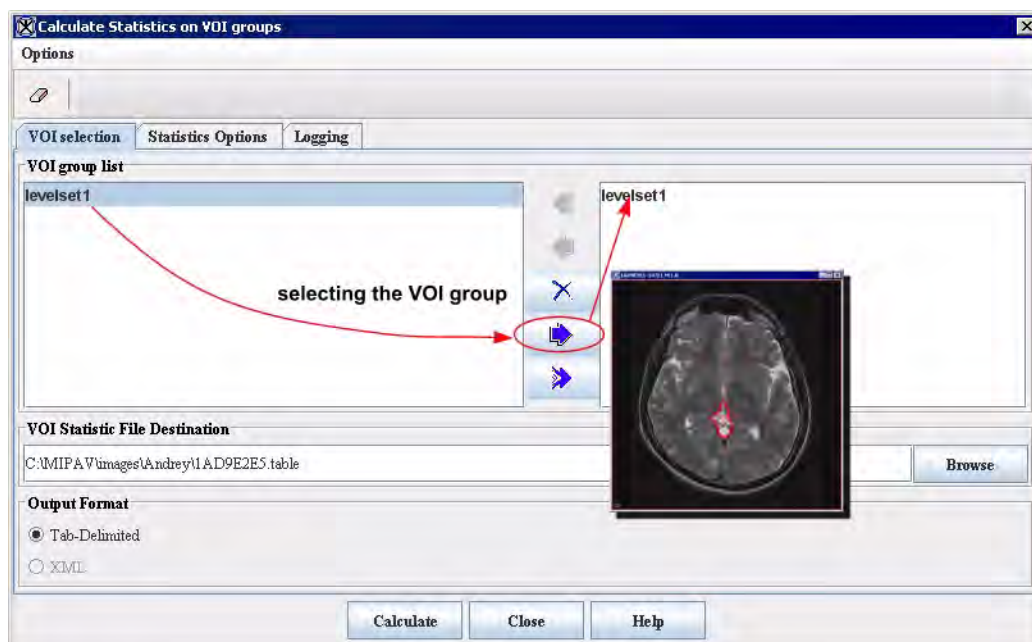 Calculate Statistics on VOI groups
Options
VOI selection Statistics Options Logging
VOI group list
levelset1 levelset1
selecting the VOI group
VOI Statistic File Destination
C:\MIPAV\images\Andrey\1AD9E2E5.table Browse
Output Format
Tab-Delimited
XML
Calculate Close Help